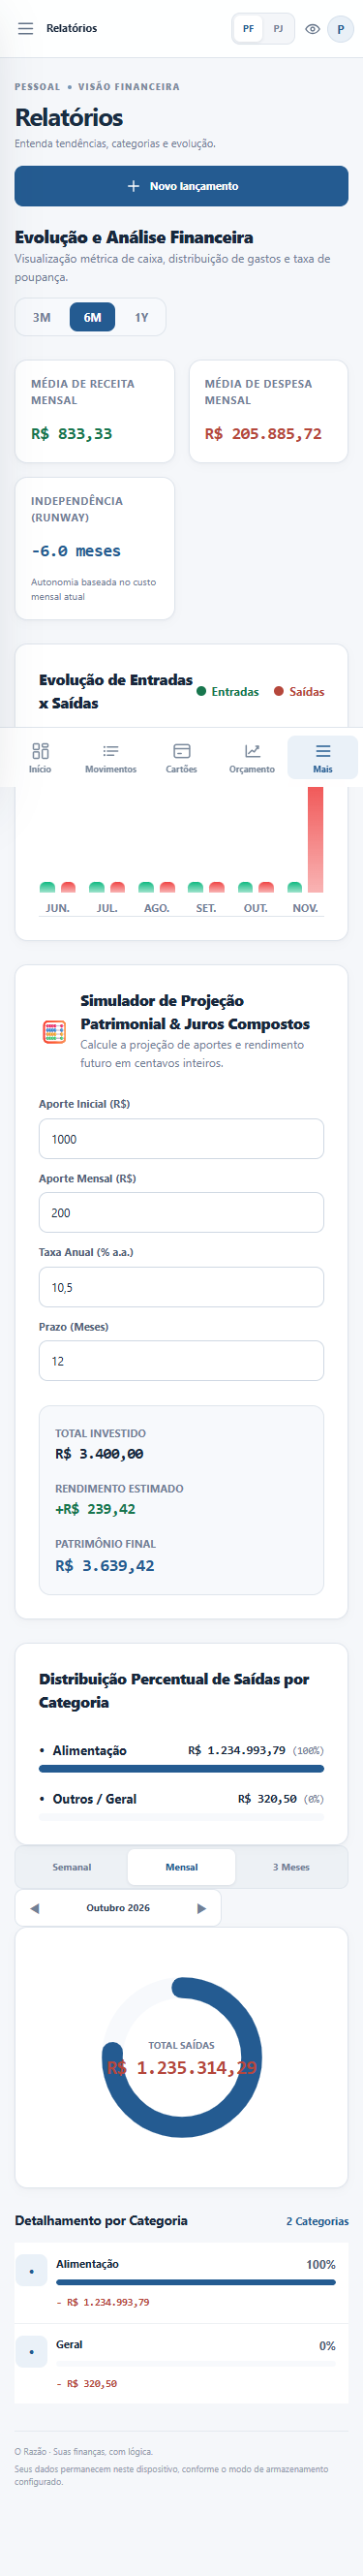 Relatórios
PF PJ P
PESSOAL • VISÃO FINANCEIRA
Relatórios
Entenda tendências, categorias e evolução.
+ Novo lançamento
Evolução e Análise Financeira
Visualização métrica de caixa, distribuição de gastos e taxa de
poupança.
3M 6M 1Y
MÉDIA DE RECEITA
MENSAL
R$ 833,33
MÉDIA DE DESPESA
MENSAL
R$ 205.885,72
INDEPENDÊNCIA
(RUNWAY)
-6.0 meses
Autonomia baseada no custo
mensal atual
Evolução de Entradas
x Saídas
Entradas Saídas
Início Movimentos Cartões Orçamento Mais
JUN. JUL. AGO. SET. OUT. NOV.
Simulador de Projeção
Patrimonial & Juros Compostos
Calcule a projeção de aportes e rendimento
futuro em centavos inteiros.
Aporte Inicial (R$)
1000
Aporte Mensal (R$)
200
Taxa Anual (% a.a.)
10,5
Prazo (Meses)
12
TOTAL INVESTIDO
R$ 3.400,00
RENDIMENTO ESTIMADO
+R$ 239,42
PATRIMÔNIO FINAL
R$ 3.639,42
Distribuição Percentual de Saídas por
Categoria
• Alimentação R$ 1.234.993,79 (100%)
• Outros / Geral R$ 320,50 (0%)
Semanal Mensal 3 Meses
◀ Outubro 2026 ▶
TOTAL SAÍDAS
R$ 1.235.314,29
Detalhamento por Categoria 2 Categorias
• Alimentação 100%
- R$ 1.234.993,79
• Geral 0%
- R$ 320,50
O Razão · Suas finanças, com lógica.
Seus dados permanecem neste dispositivo, conforme o modo de armazenamento
configurado.